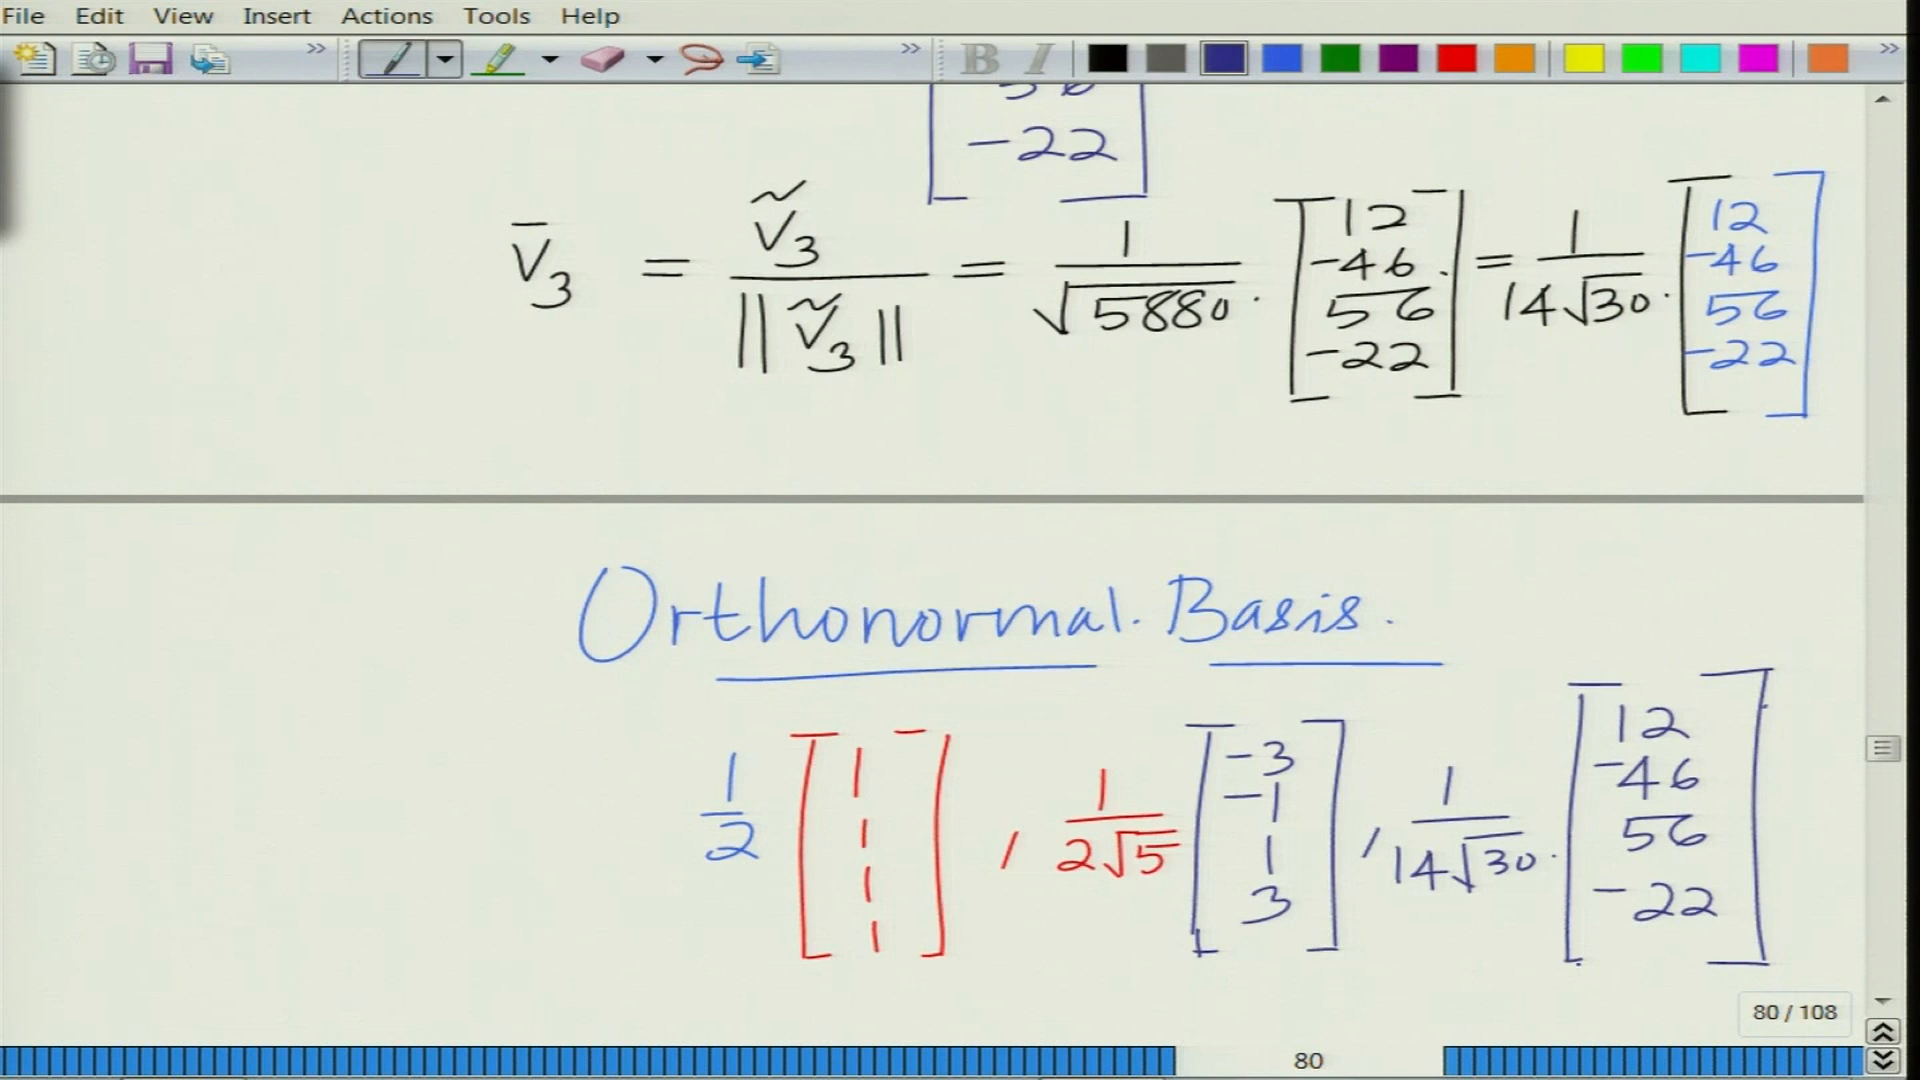 File Edit View Insert Actions Tools Help
B I
-22
V̄₃ = Ṽ₃ / ||Ṽ₃|| = 1/√5880 · [12 -46 56 -22] = 1/14√30 · [12 -46 56 -22]
Orthonormal. Basis.
1/2 [1 1 1 1] , 1/2√5 [-3 -1 1 3] , 1/14√30 · [12 -46 56 -22]
80 / 108
80